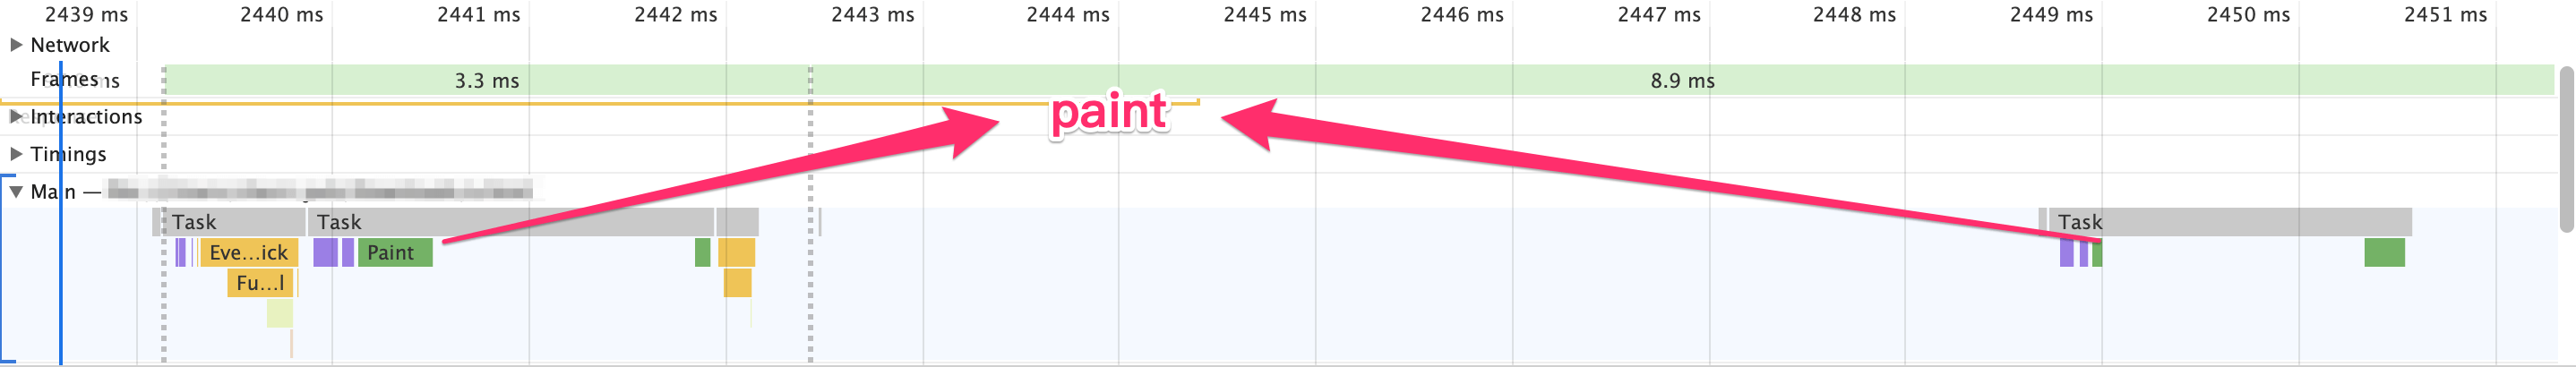 2439 ms 2440 ms 2441 ms 2442 ms 2443 ms 2444 ms 2445 ms 2446 ms 2447 ms 2448 ms 2449 ms 2450 ms 2451 ms
Network
Frames ms 3.3 ms 8.9 ms
paint
Interactions
Timings
Main —
Task Task Task
Eve...ick Paint
Fu...l